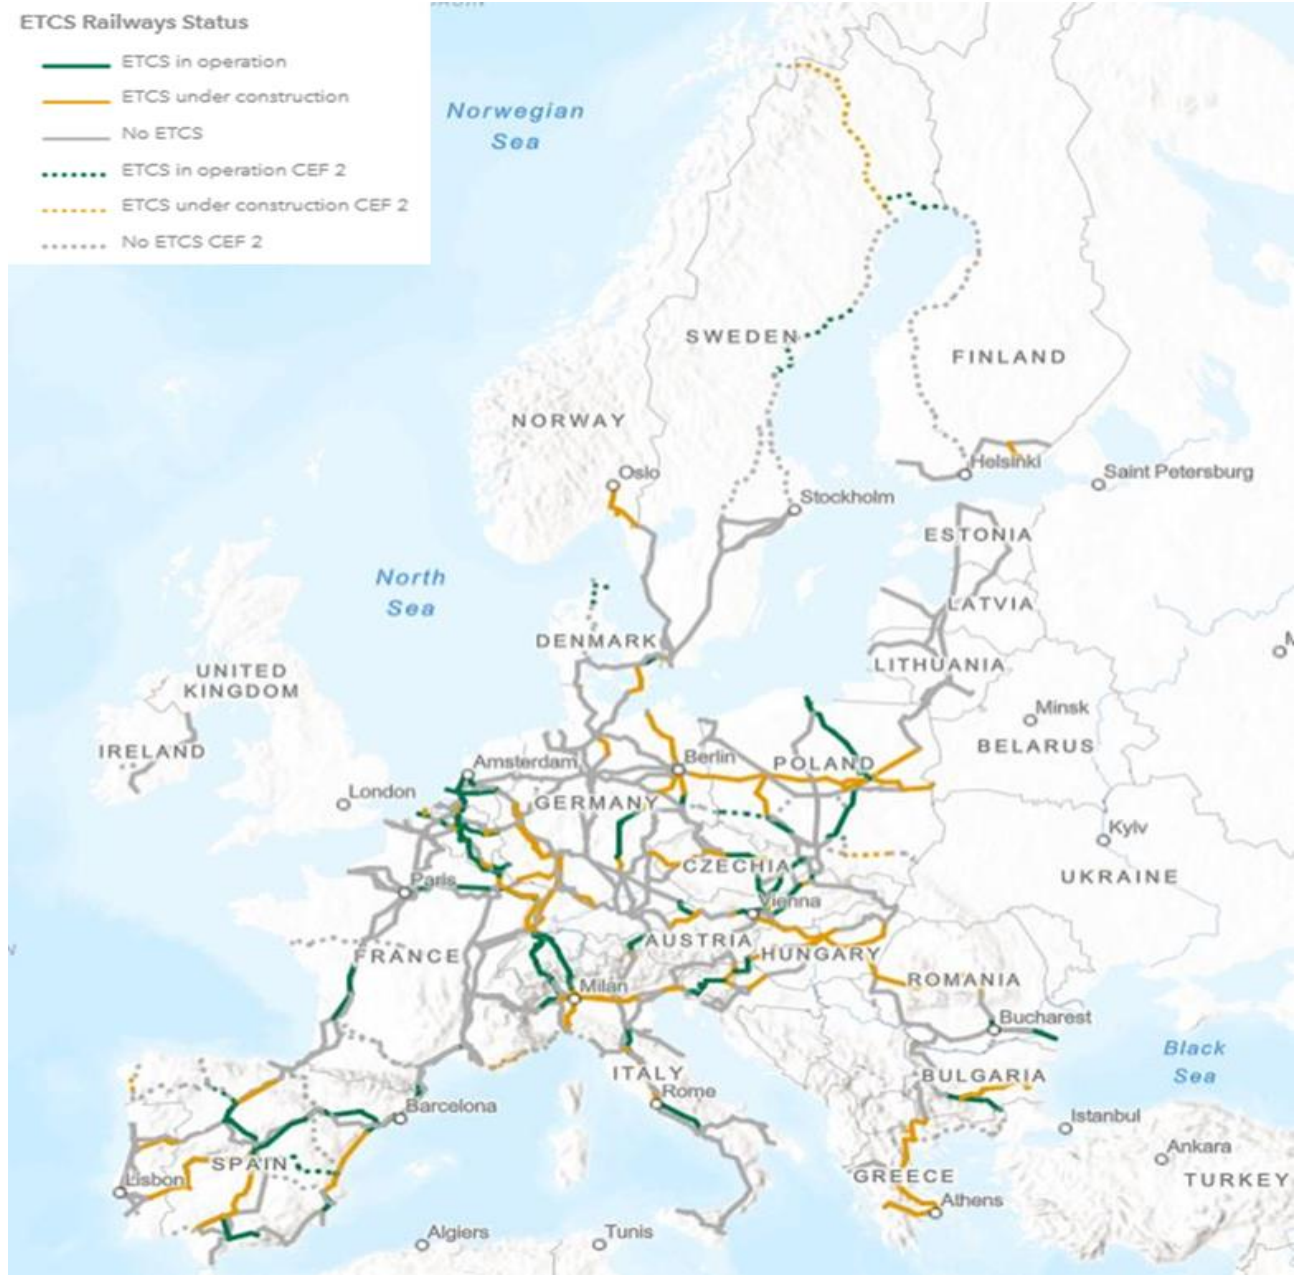 ETCS Railways Status
ETCS in operation
ETCS under construction
No ETCS
ETCS in operation CEF 2
ETCS under construction CEF 2
No ETCS CEF 2
Norwegian
Sea
SWEDEN
FINLAND
NORWAY
Oslo
Helsinki
Saint Petersburg
Stockholm
ESTONIA
North
Sea
LATVIA
DENMARK
UNITED
KINGDOM
LITHUANIA
Minsk
IRELAND
BELARUS
Amsterdam
Berlin
POLAND
London
GERMANY
Kyiv
CZECHIA
UKRAINE
Paris
Vienna
FRANCE
AUSTRIA
HUNGARY
Milan
ROMANIA
Bucharest
Black
Sea
ITALY
BULGARIA
Rome
Barcelona
Istanbul
Ankara
SPAIN
Lisbon
GREECE
TURKEY
Athens
Algiers
Tunis